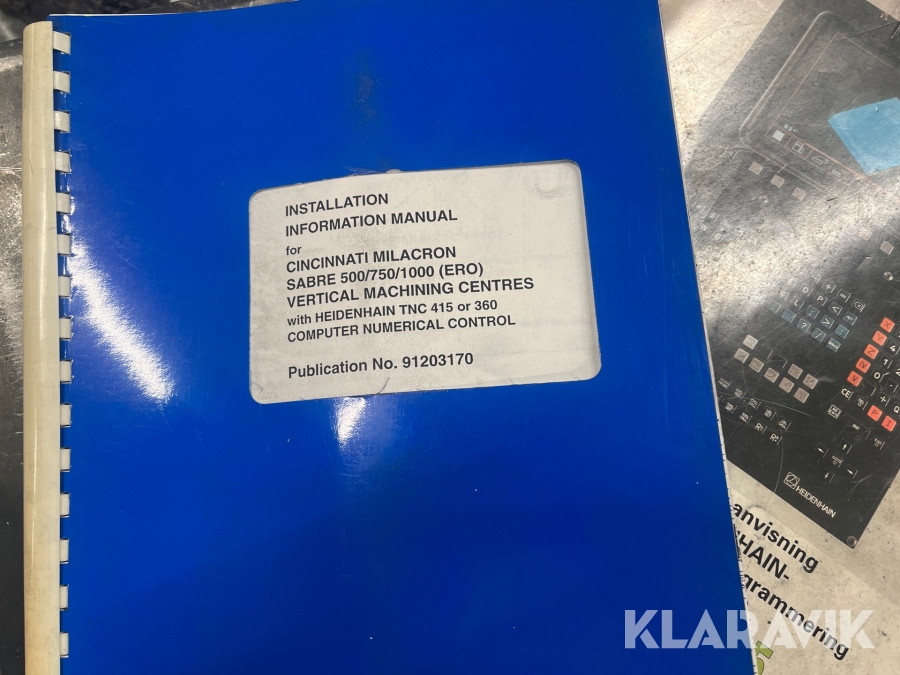 INSTALLATION
INFORMATION MANUAL
for
CINCINNATI MILACRON
SABRE 500/750/1000 (ERO)
VERTICAL MACHINING CENTRES
with HEIDENHAIN TNC 415 or 360
COMPUTER NUMERICAL CONTROL
Publication No. 91203170
HEIDENHAIN
anvisning
HAIN-
grammering
KLARAVIK